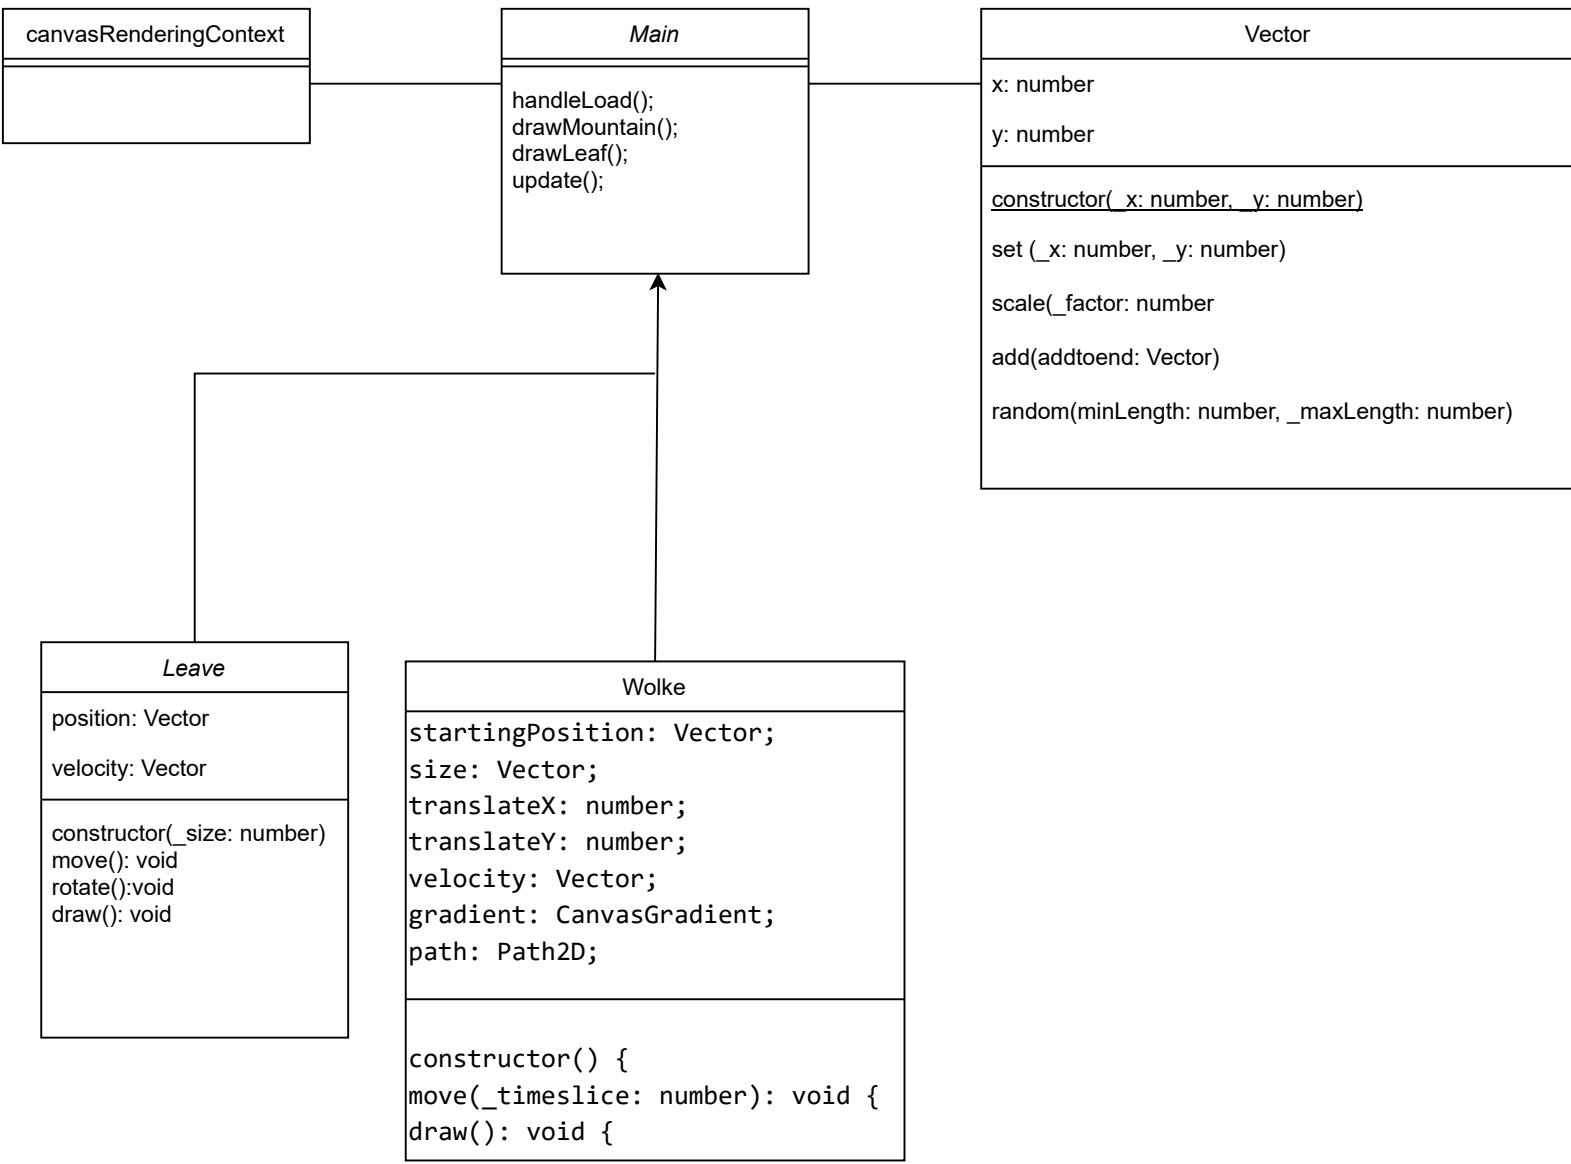 canvasRenderingContext
Main
handleLoad();
drawMountain();
drawLeaf();
update();
Vector
x: number
y: number
constructor(_x: number, _y: number)
set (_x: number, _y: number)
scale(_factor: number
add(addtoend: Vector)
random(minLength: number, _maxLength: number)
Leave
position: Vector
velocity: Vector
constructor(_size: number)
move(): void
rotate():void
draw(): void
Wolke
startingPosition: Vector;
size: Vector;
translateX: number;
translateY: number;
velocity: Vector;
gradient: CanvasGradient;
path: Path2D;
constructor() {
move(_timeslice: number): void {
draw(): void {